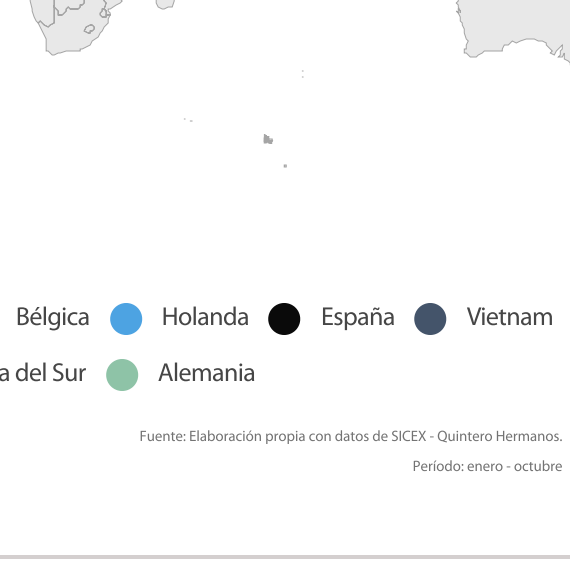 Bélgica Holanda España Vietnam
a del Sur Alemania
Fuente: Elaboración propia con datos de SICEX - Quintero Hermanos.
Período: enero - octubre